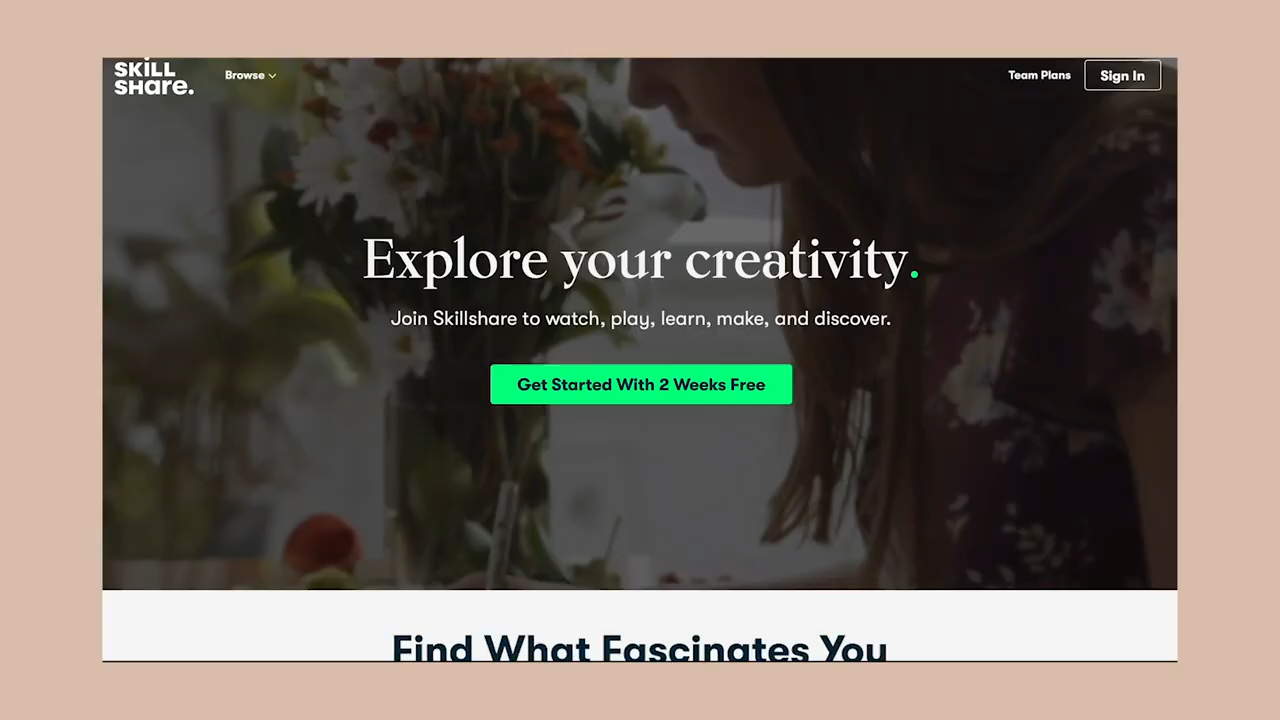 SKILL
SHare.
Browse
Team Plans
Sign In
Explore your creativity.
Join Skillshare to watch, play, learn, make, and discover.
Get Started With 2 Weeks Free
Find What Fascinates You